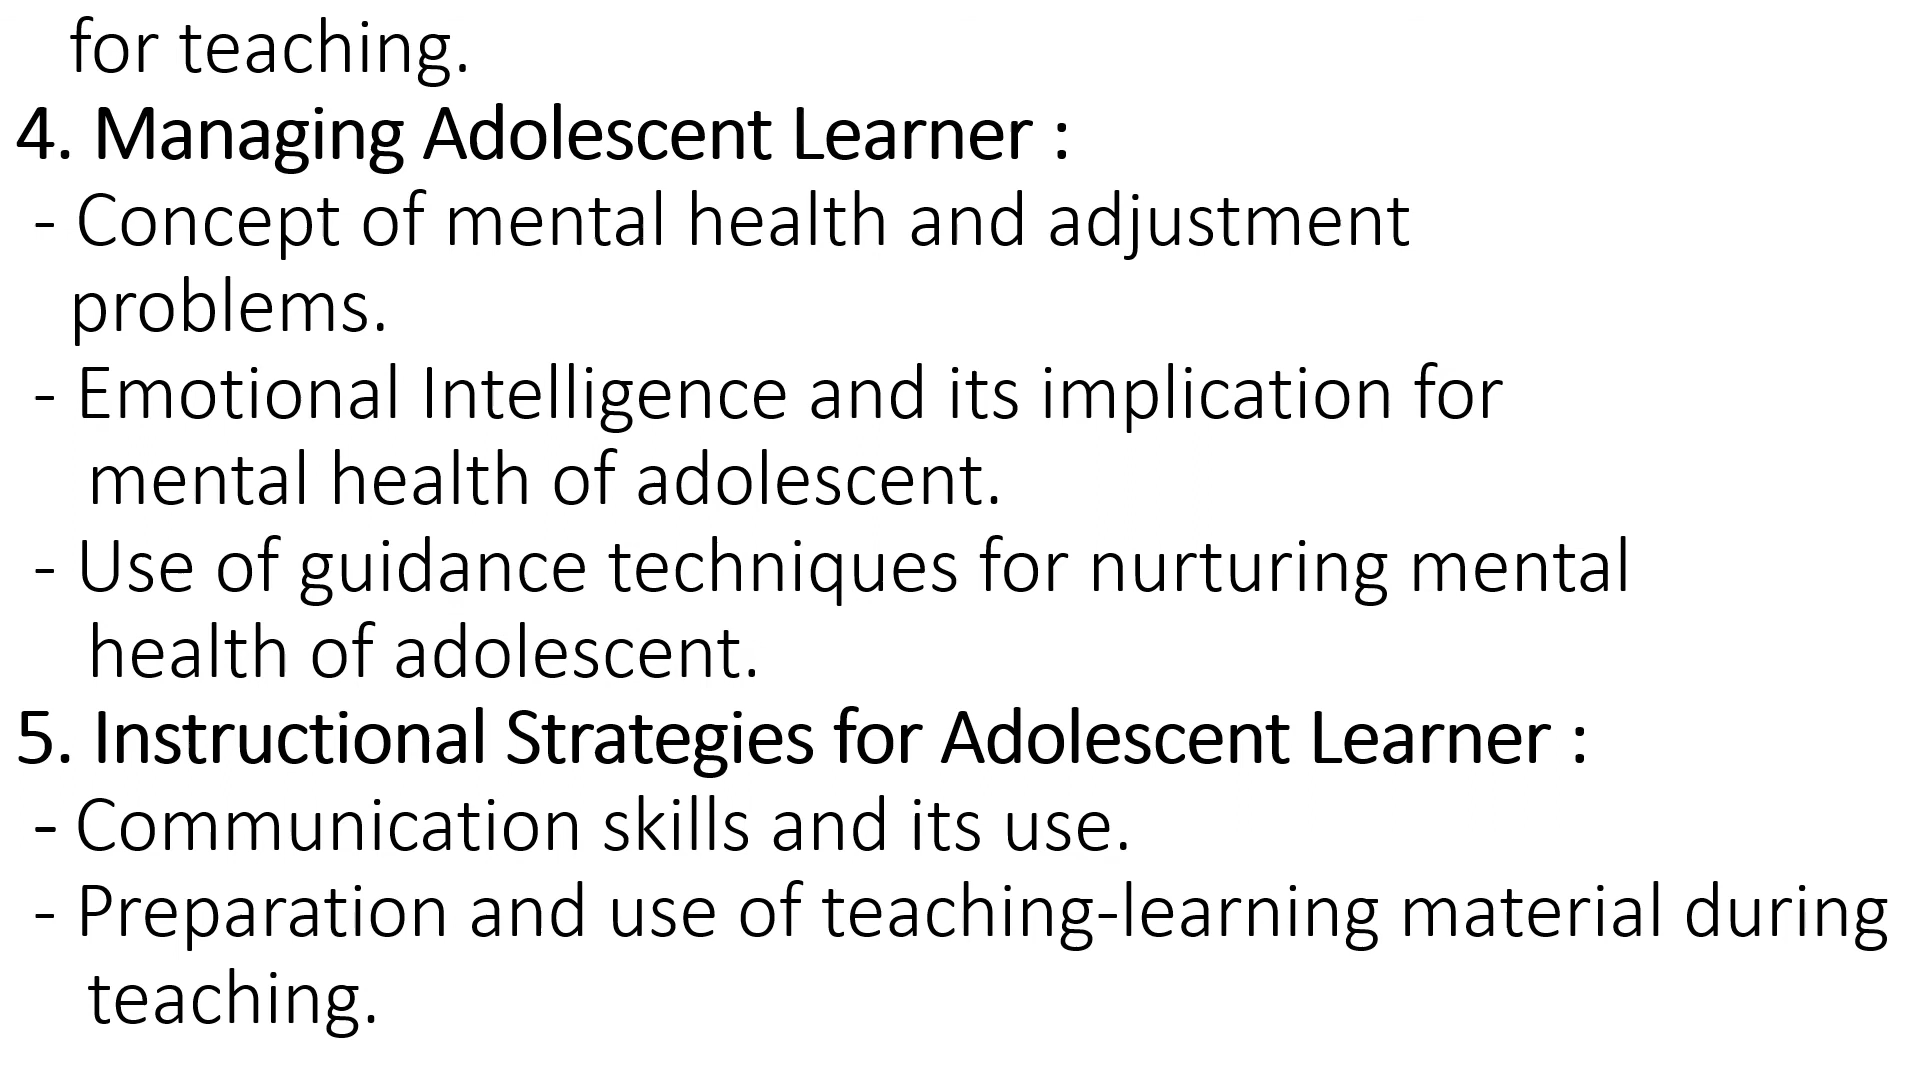 for teaching.
4. Managing Adolescent Learner :
- Concept of mental health and adjustment
problems.
- Emotional Intelligence and its implication for
mental health of adolescent.
- Use of guidance techniques for nurturing mental
health of adolescent.
5. Instructional Strategies for Adolescent Learner :
- Communication skills and its use.
- Preparation and use of teaching-learning material during
teaching.